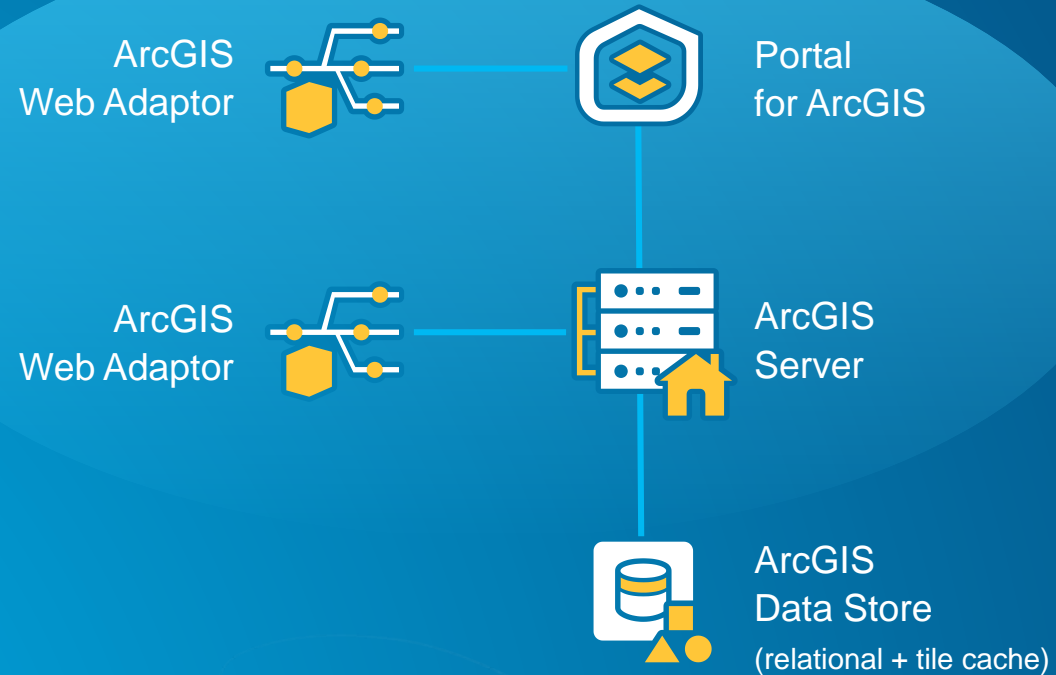 ArcGIS
Web Adaptor
Portal
for ArcGIS
ArcGIS
Web Adaptor
ArcGIS
Server
ArcGIS
Data Store
(relational + tile cache)